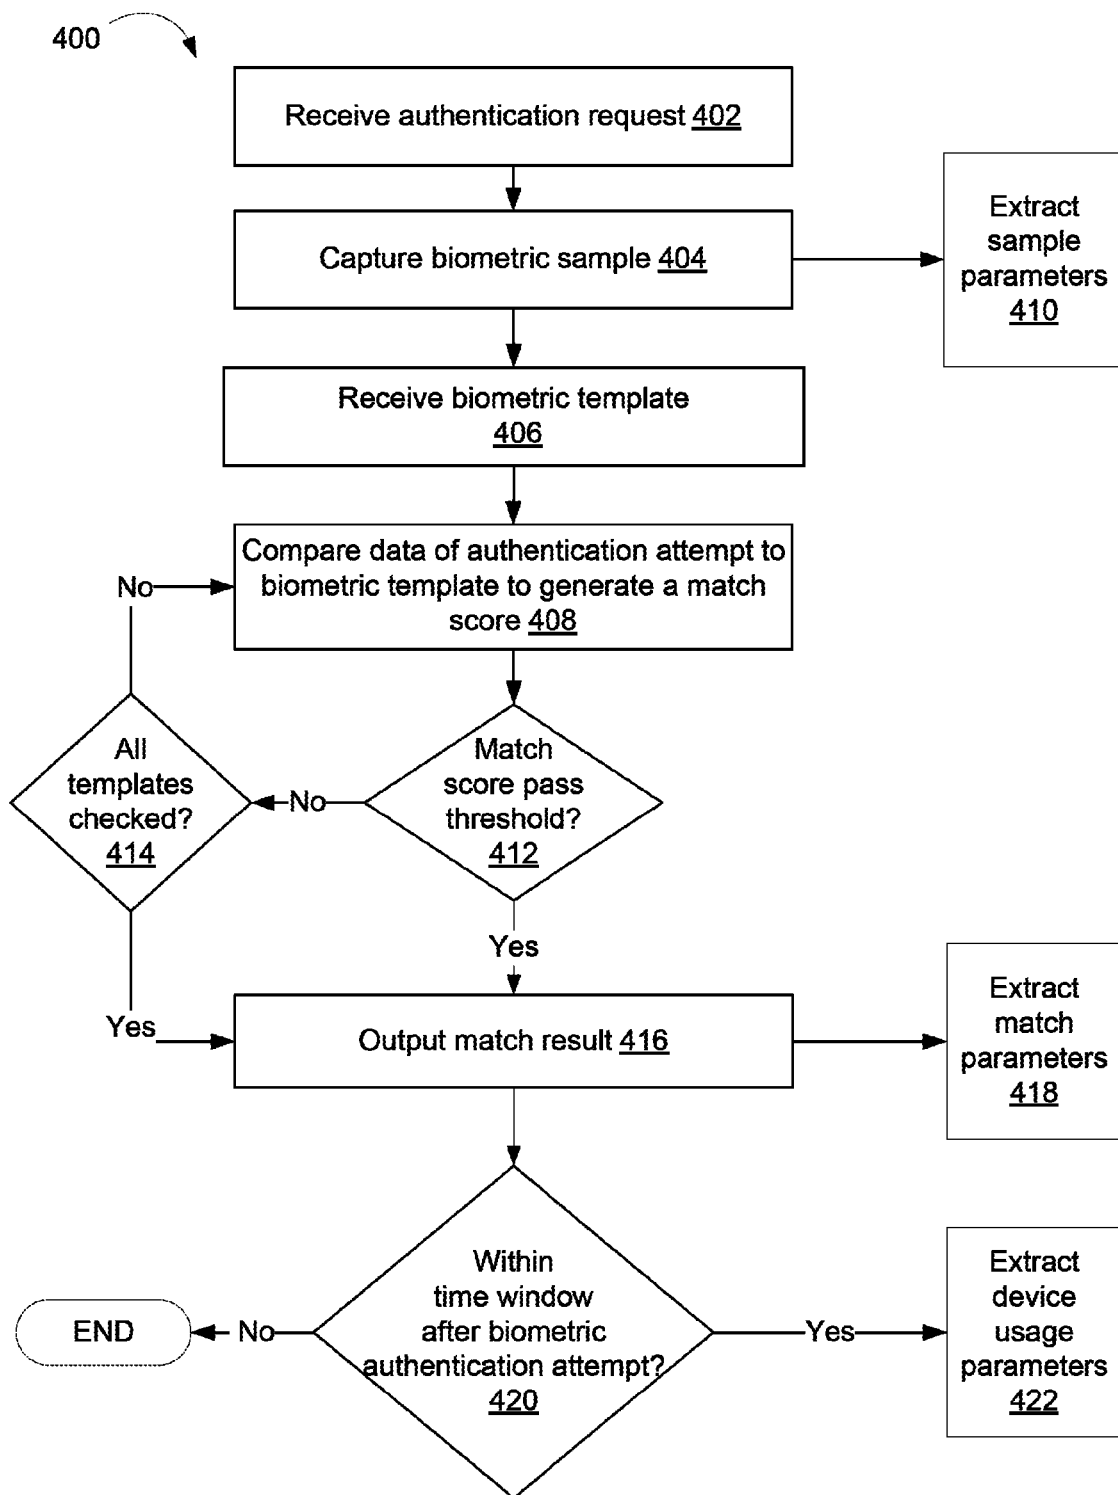 400
Receive authentication request 402
Capture biometric sample 404
Extract
sample
parameters
410
Receive biometric template
406
Compare data of authentication attempt to
biometric template to generate a match
score 408
No
All
templates
checked?
414
No
Match
score pass
threshold?
412
Yes
Yes
Output match result 416
Extract
match
parameters
418
Within
time window
after biometric
authentication attempt?
420
END
No
Yes
Extract
device
usage
parameters
422